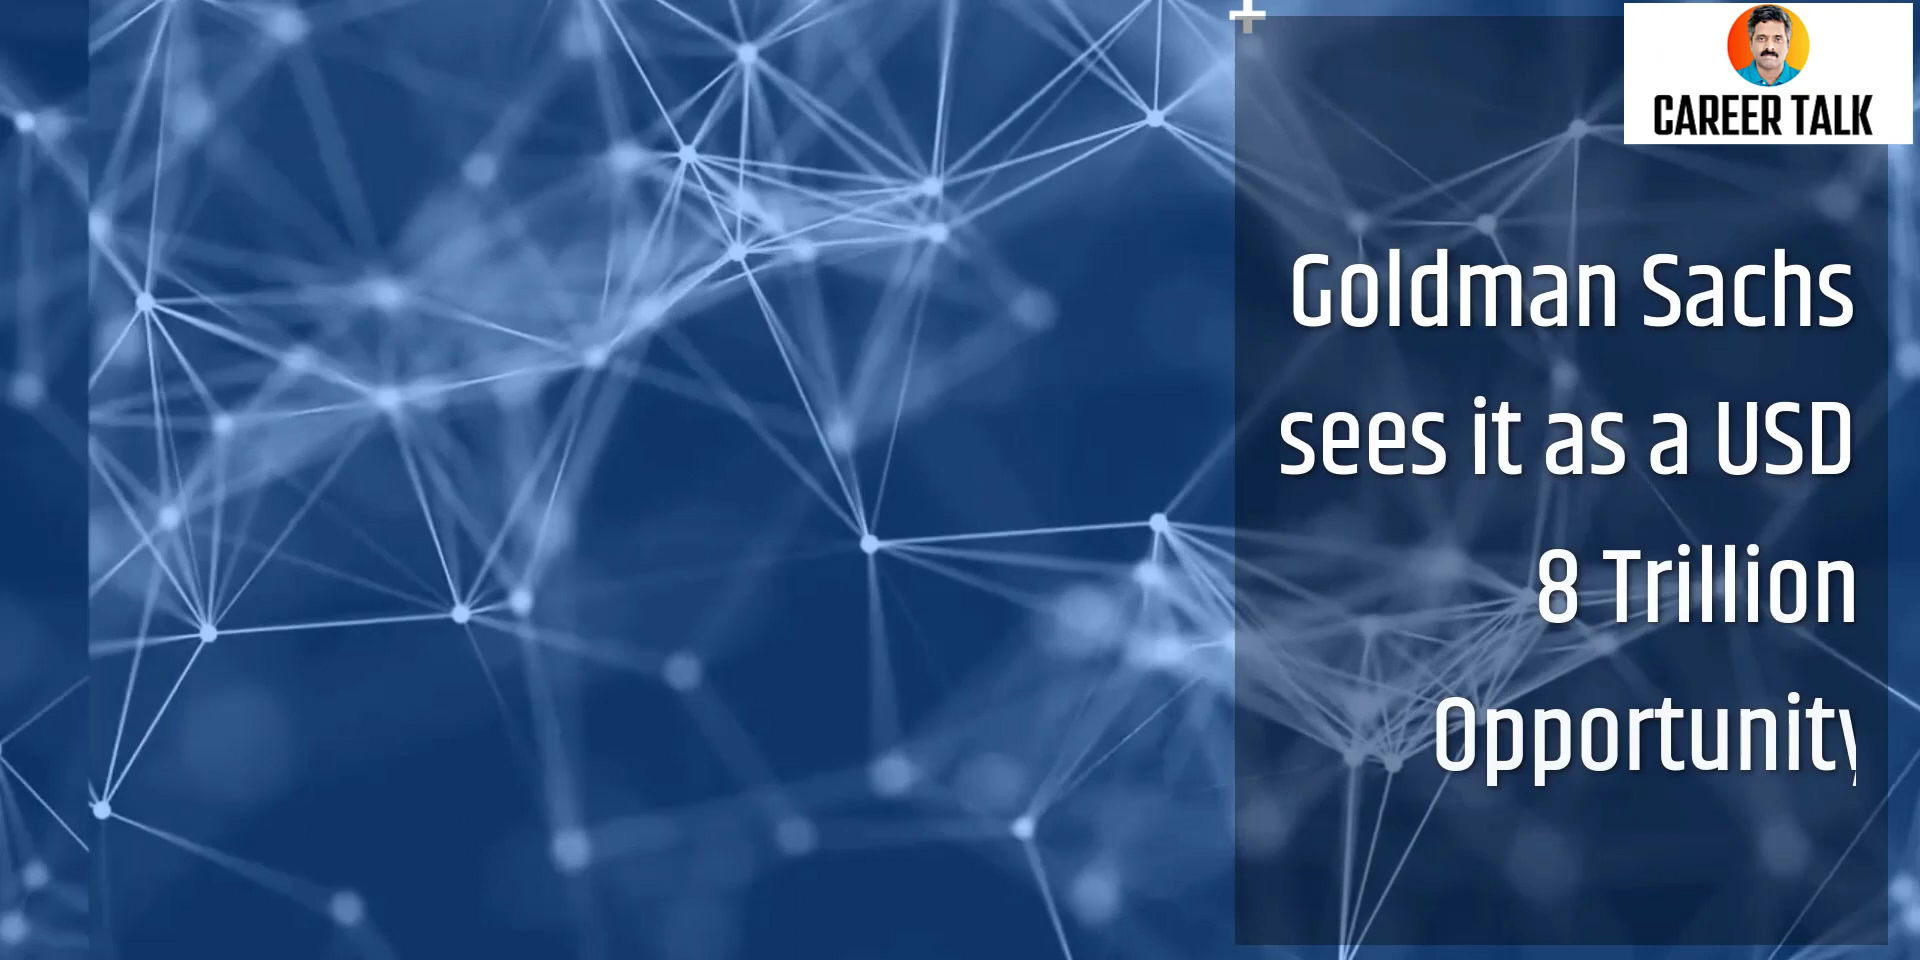 CAREER TALK
Goldman Sachs
sees it as a USD
8 Trillion
Opportunity